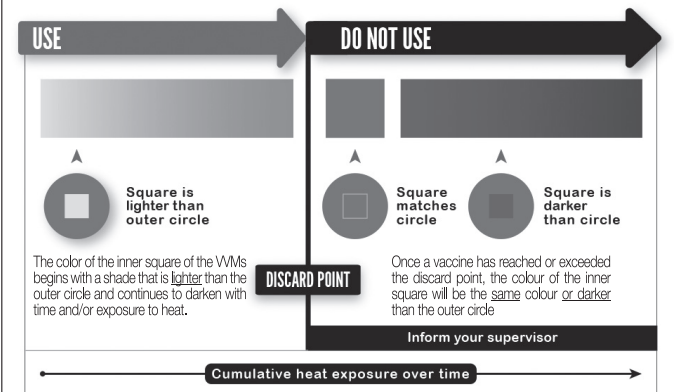 USE
DO NOT USE
Square is
lighter than
outer circle
Square
matches
circle
Square is
darker
than circle
The color of the inner square of the VVMs
begins with a shade that is lighter than the
outer circle and continues to darken with
time and/or exposure to heat.
DISCARD POINT
Once a vaccine has reached or exceeded
the discard point, the colour of the inner
square will be the same colour or darker
than the outer circle
Inform your supervisor
Cumulative heat exposure over time